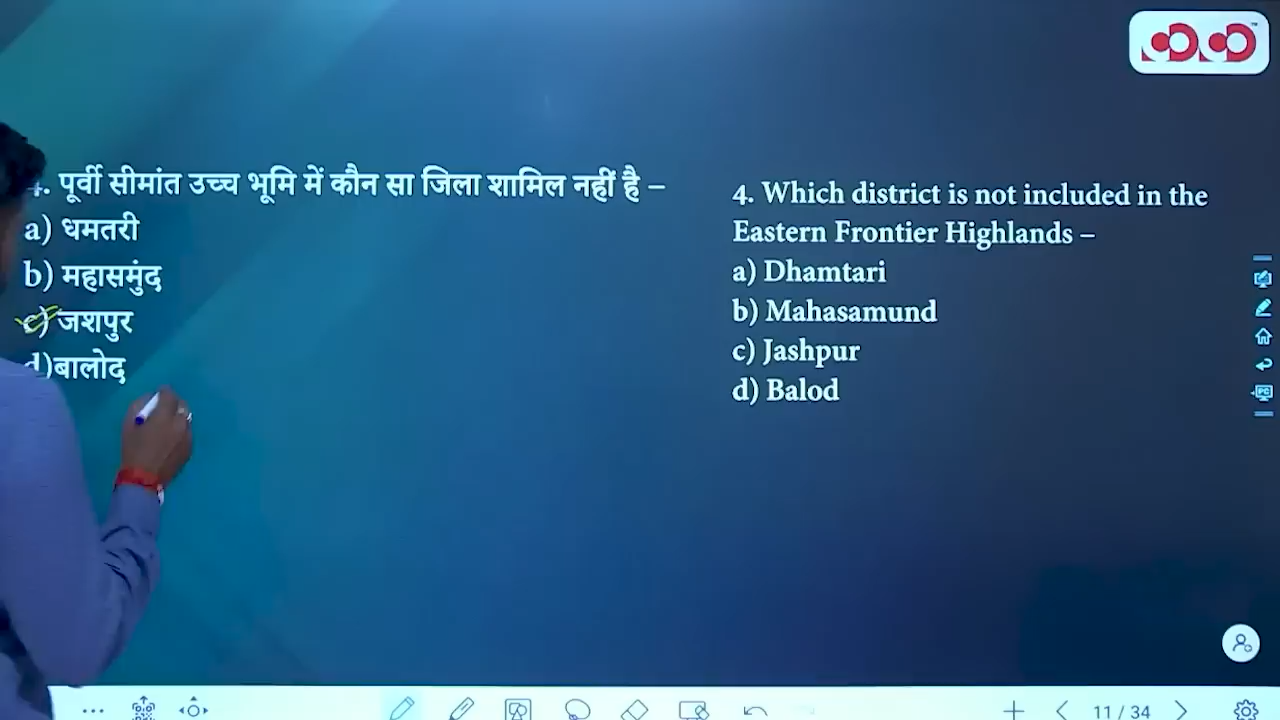 4. पूर्वी सीमांत उच्च भूमि में कौन सा जिला शामिल नहीं है –
a) धमतरी
b) महासमुंद
c) जशपुर
d)बालोद
4. Which district is not included in the
Eastern Frontier Highlands –
a) Dhamtari
b) Mahasamund
c) Jashpur
d) Balod
11 / 34